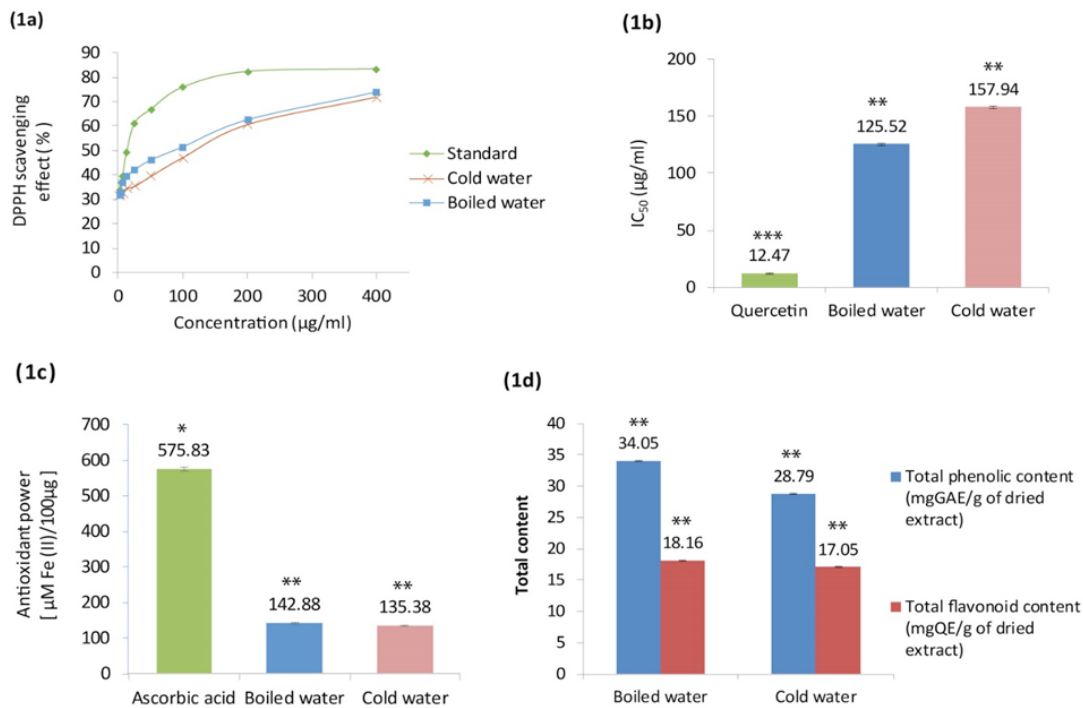 (1a)
90
80
70
60
50
40
30
20
10
0
DPPH scavenging
effect ( % )
0
100
200
300
400
Concentration (µg/ml)
Standard
Cold water
Boiled water
(1b)
200
150
100
50
0
IC50 (µg/ml)
***
12.47
**
125.52
**
157.94
Quercetin
Boiled water
Cold water
(1c)
700
600
500
400
300
200
100
0
Antioxidant power
[ µM Fe (II)/100µg ]
*
575.83
**
142.88
**
135.38
Ascorbic acid
Boiled water
Cold water
(1d)
40
35
30
25
20
15
10
5
0
Total content
**
34.05
**
18.16
**
28.79
**
17.05
Boiled water
Cold water
Total phenolic content
(mgGAE/g of dried
extract)
Total flavonoid content
(mgQE/g of dried
extract)